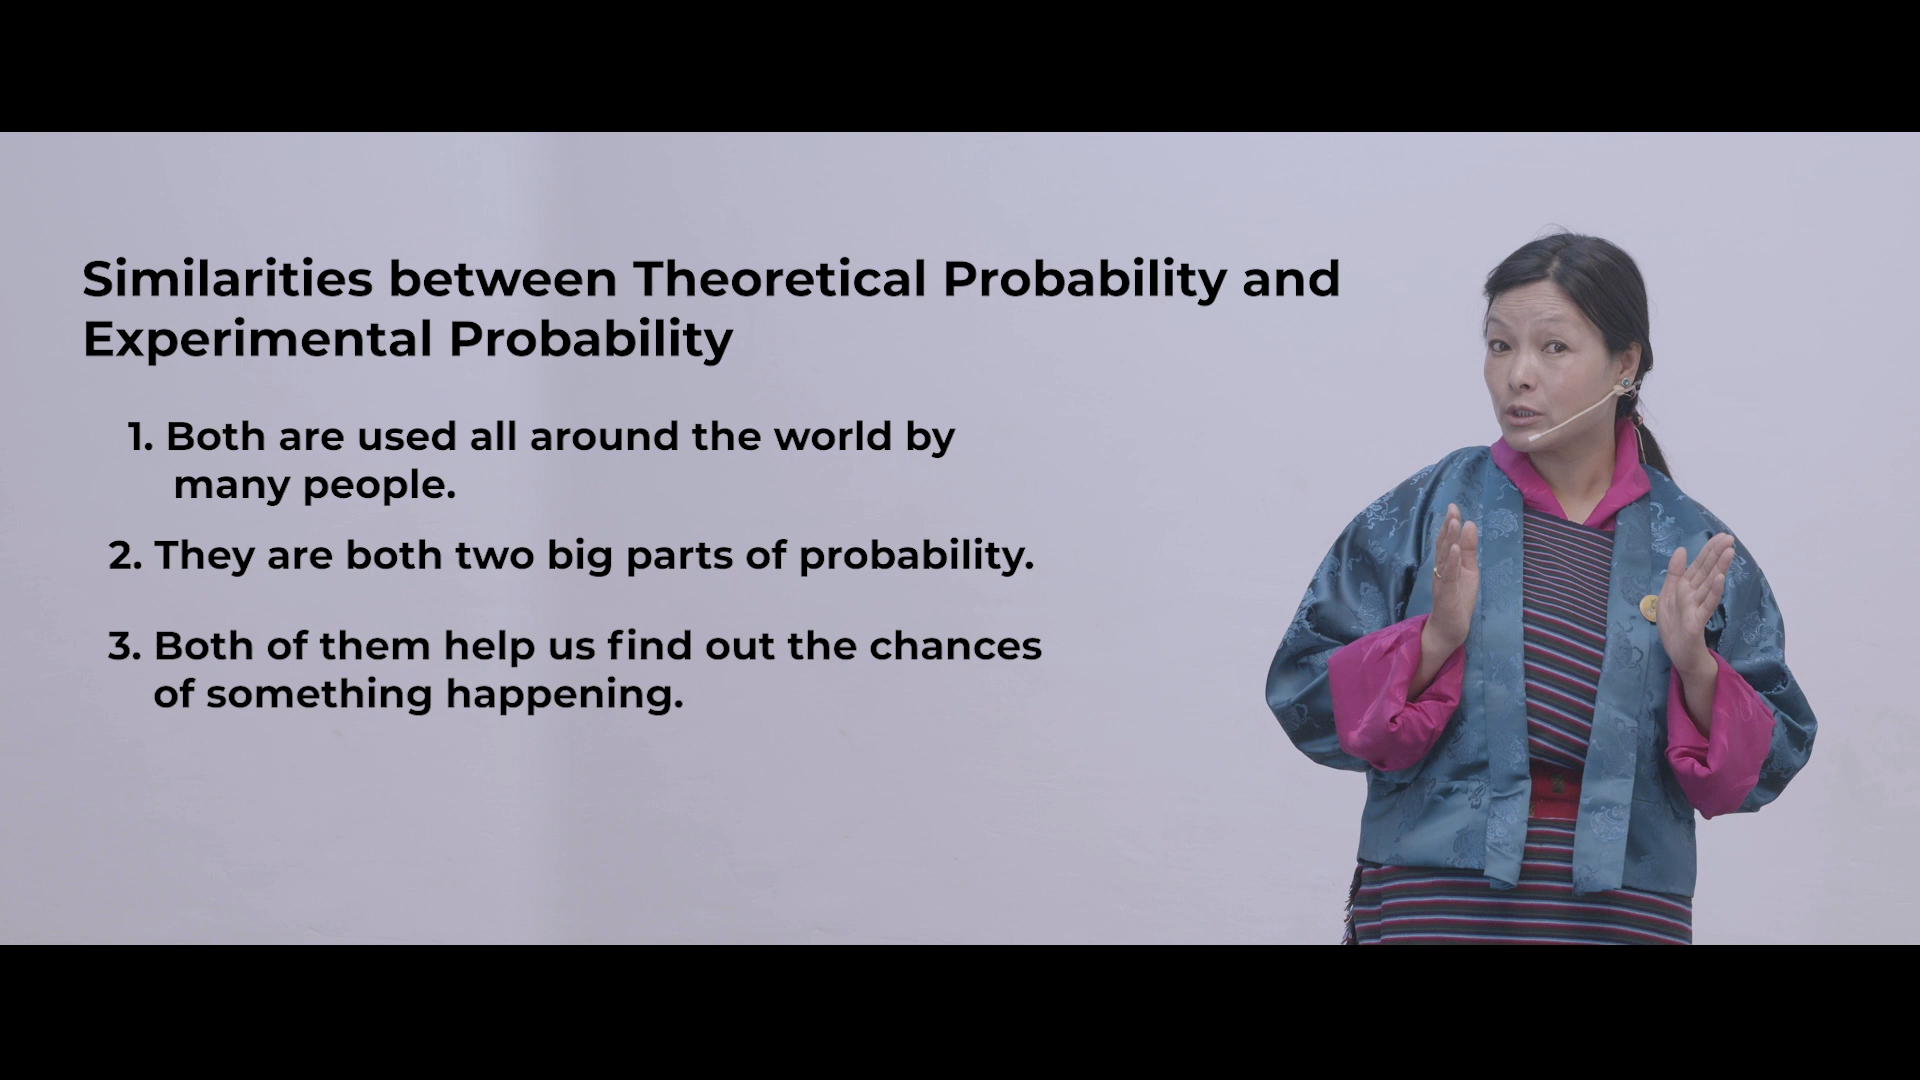 Similarities between Theoretical Probability and
Experimental Probability
1. Both are used all around the world by
many people.
2. They are both two big parts of probability.
3. Both of them help us find out the chances
of something happening.